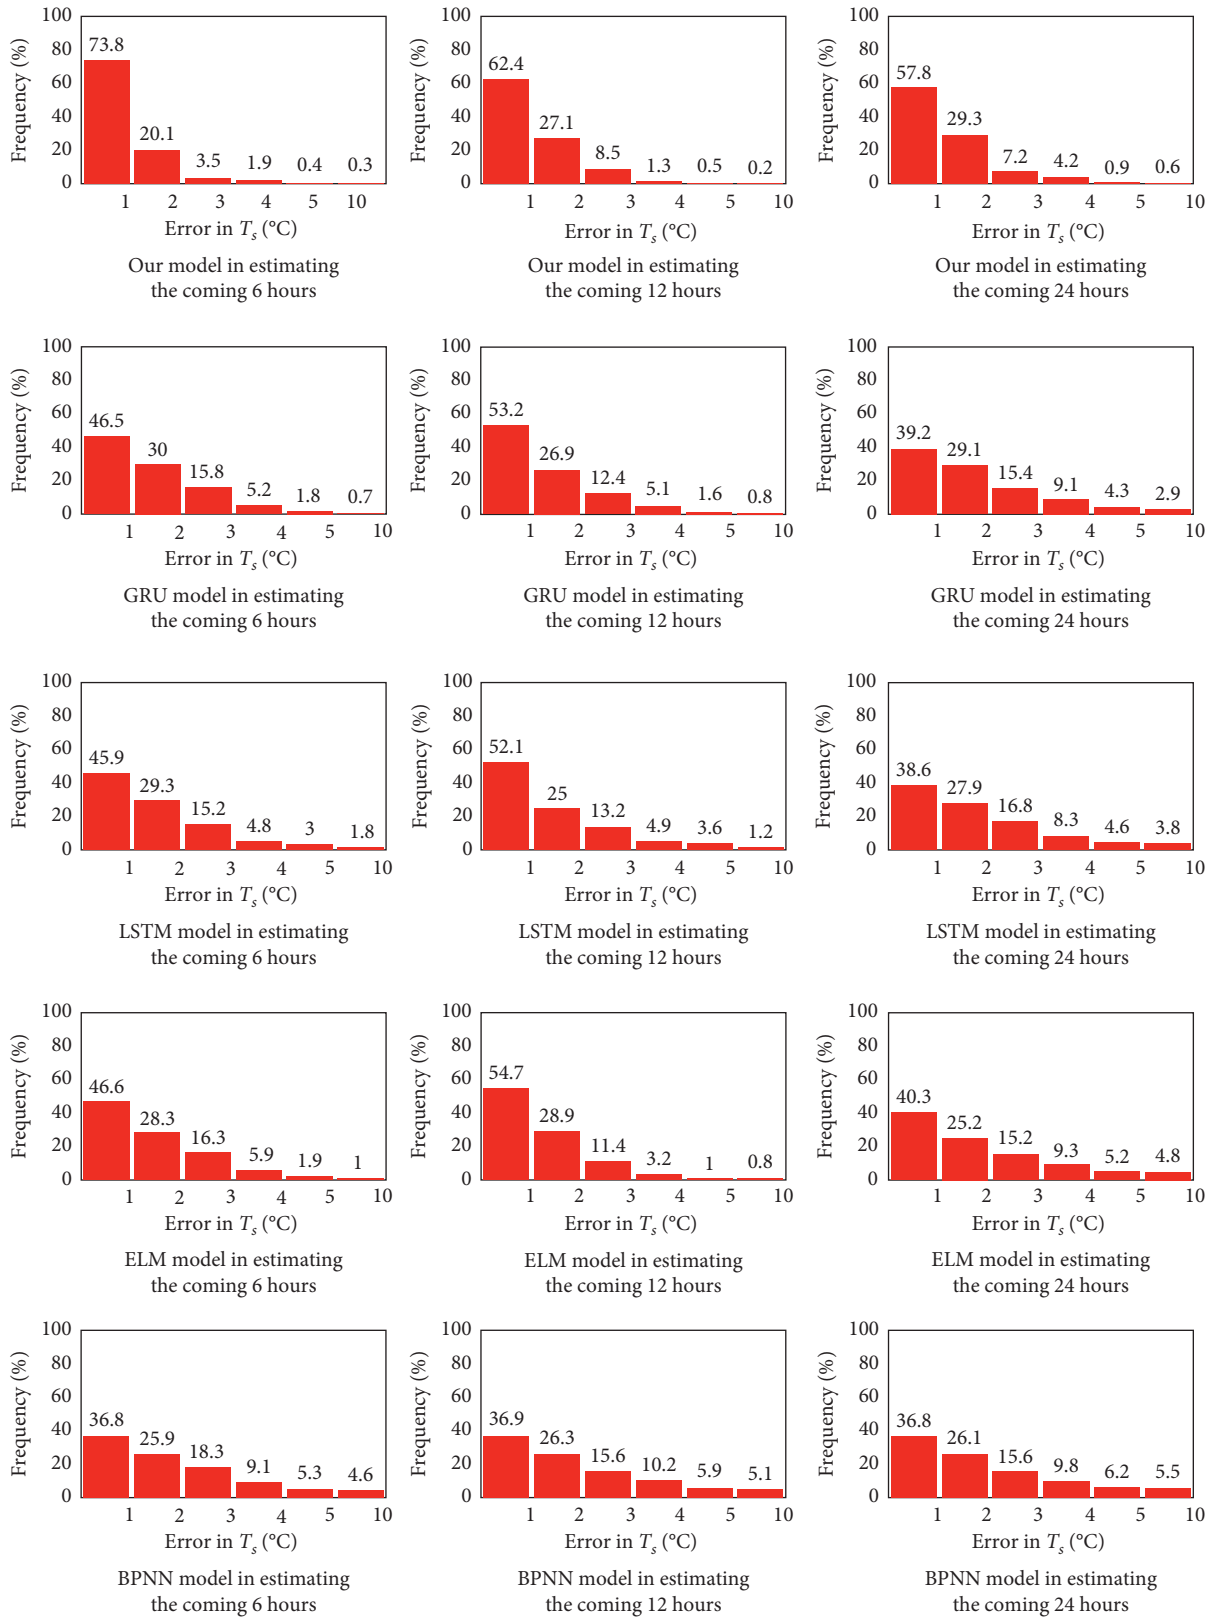 100
80
60
40
20
0
Frequency (%)
73.8
20.1
3.5
1.9
0.4
0.3
1 2 3 4 5 10
Error in Ts (°C)
Our model in estimating
the coming 6 hours
100
80
60
40
20
0
Frequency (%)
62.4
27.1
8.5
1.3
0.5
0.2
1 2 3 4 5 10
Error in Ts (°C)
Our model in estimating
the coming 12 hours
100
80
60
40
20
0
Frequency (%)
57.8
29.3
7.2
4.2
0.9
0.6
1 2 3 4 5 10
Error in Ts (°C)
Our model in estimating
the coming 24 hours
100
80
60
40
20
0
Frequency (%)
46.5
30
15.8
5.2
1.8
0.7
1 2 3 4 5 10
Error in Ts (°C)
GRU model in estimating
the coming 6 hours
100
80
60
40
20
0
Frequency (%)
53.2
26.9
12.4
5.1
1.6
0.8
1 2 3 4 5 10
Error in Ts (°C)
GRU model in estimating
the coming 12 hours
100
80
60
40
20
0
Frequency (%)
39.2
29.1
15.4
9.1
4.3
2.9
1 2 3 4 5 10
Error in Ts (°C)
GRU model in estimating
the coming 24 hours
100
80
60
40
20
0
Frequency (%)
45.9
29.3
15.2
4.8
3
1.8
1 2 3 4 5 10
Error in Ts (°C)
LSTM model in estimating
the coming 6 hours
100
80
60
40
20
0
Frequency (%)
52.1
25
13.2
4.9
3.6
1.2
1 2 3 4 5 10
Error in Ts (°C)
LSTM model in estimating
the coming 12 hours
100
80
60
40
20
0
Frequency (%)
38.6
27.9
16.8
8.3
4.6
3.8
1 2 3 4 5 10
Error in Ts (°C)
LSTM model in estimating
the coming 24 hours
100
80
60
40
20
0
Frequency (%)
46.6
28.3
16.3
5.9
1.9
1
1 2 3 4 5 10
Error in Ts (°C)
ELM model in estimating
the coming 6 hours
100
80
60
40
20
0
Frequency (%)
54.7
28.9
11.4
3.2
1
0.8
1 2 3 4 5 10
Error in Ts (°C)
ELM model in estimating
the coming 12 hours
100
80
60
40
20
0
Frequency (%)
40.3
25.2
15.2
9.3
5.2
4.8
1 2 3 4 5 10
Error in Ts (°C)
ELM model in estimating
the coming 24 hours
100
80
60
40
20
0
Frequency (%)
36.8
25.9
18.3
9.1
5.3
4.6
1 2 3 4 5 10
Error in Ts (°C)
BPNN model in estimating
the coming 6 hours
100
80
60
40
20
0
Frequency (%)
36.9
26.3
15.6
10.2
5.9
5.1
1 2 3 4 5 10
Error in Ts (°C)
BPNN model in estimating
the coming 12 hours
100
80
60
40
20
0
Frequency (%)
36.8
26.1
15.6
9.8
6.2
5.5
1 2 3 4 5 10
Error in Ts (°C)
BPNN model in estimating
the coming 24 hours